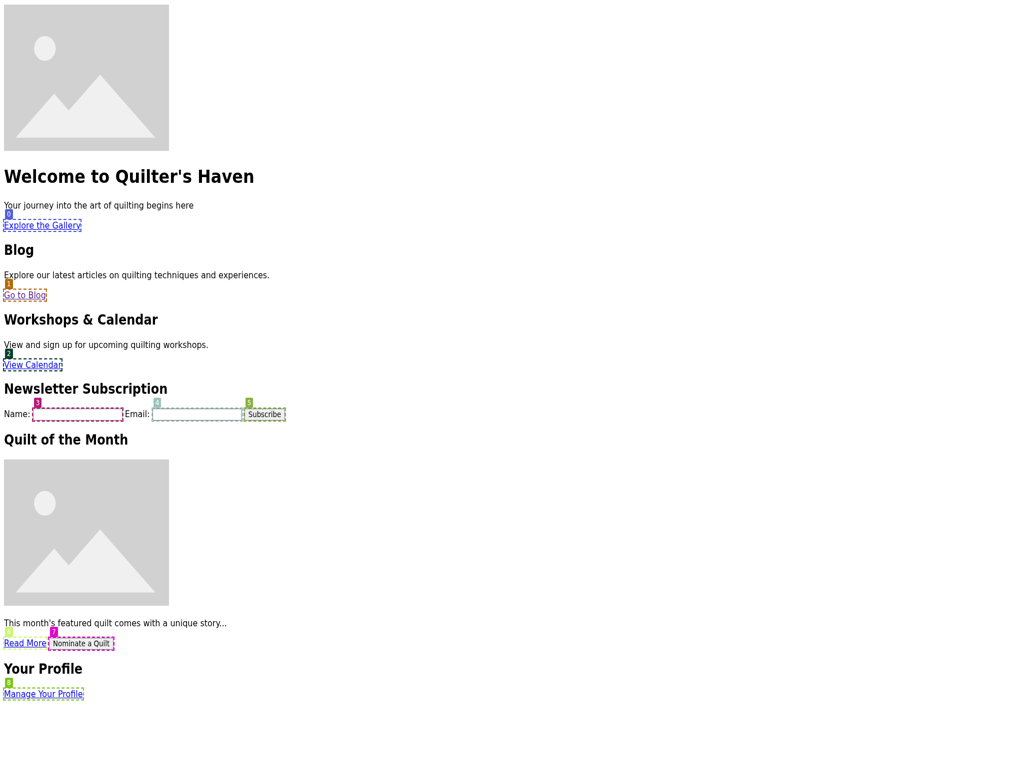 Welcome to Quilter's Haven
Your journey into the art of quilting begins here
0
Explore the Gallery
Blog
Explore our latest articles on quilting techniques and experiences.
1
Go to Blog
Workshops & Calendar
View and sign up for upcoming quilting workshops.
2
View Calendar
Newsletter Subscription
3 4 5
Name: Email: Subscribe
Quilt of the Month
This month's featured quilt comes with a unique story...
6 7
Read More Nominate a Quilt
Your Profile
8
Manage Your Profile